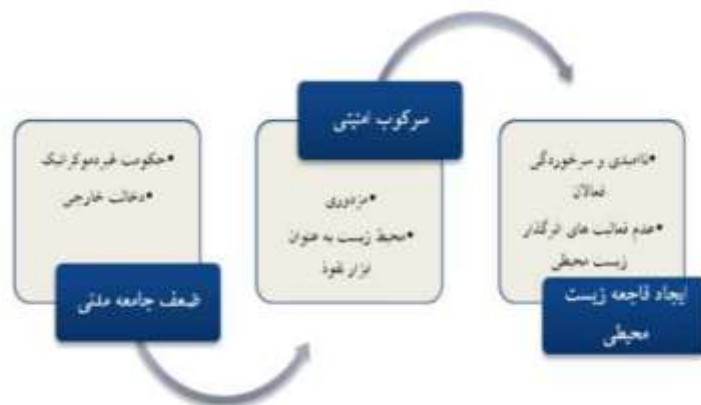 •حکومت غیردموکراتیک
•دخالت خارجی
ضعف جامعه مدنی
سرکوب امنیتی
•مزدوری
•محیط زیست به عنوان
ابزار نفوذ
•ناامیدی و سرخوردگی
فعالان
•عدم فعالیت های اثرگذار
زیست محیطی
ایجاد فاجعه زیست
محیطی